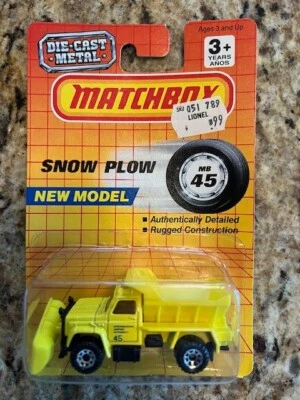 DIE-CAST
METAL
Ages 3 and Up
3+
YEARS
AÑOS
MATCHBOX
SKU 051 789
LIONEL
.99
SNOW PLOW
MB
45
NEW MODEL
■ Authentically Detailed
■ Rugged Construction
45